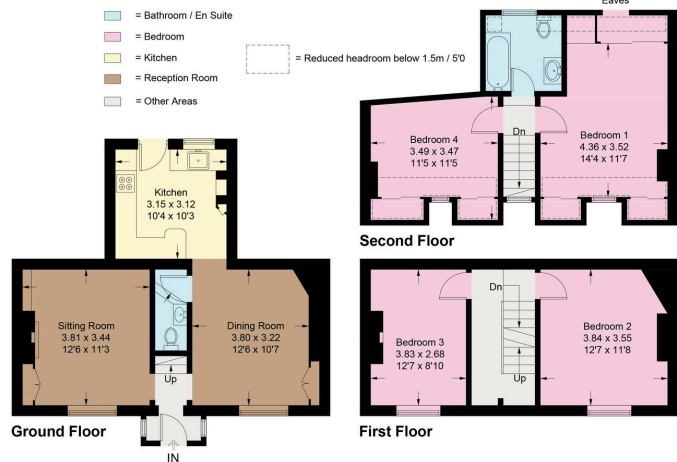 = Bathroom / En Suite
= Bedroom
= Kitchen
= Reception Room
= Other Areas
= Reduced headroom below 1.5m / 5'0
Eaves
Dn
Bedroom 4
3.49 x 3.47
11'5 x 11'5
Bedroom 1
4.36 x 3.52
14'4 x 11'7
Second Floor
Kitchen
3.15 x 3.12
10'4 x 10'3
Sitting Room
3.81 x 3.44
12'6 x 11'3
Dining Room
3.80 x 3.22
12'6 x 10'7
Up
Ground Floor
IN
Dn
Bedroom 3
3.83 x 2.68
12'7 x 8'10
Bedroom 2
3.84 x 3.55
12'7 x 11'8
Up
First Floor